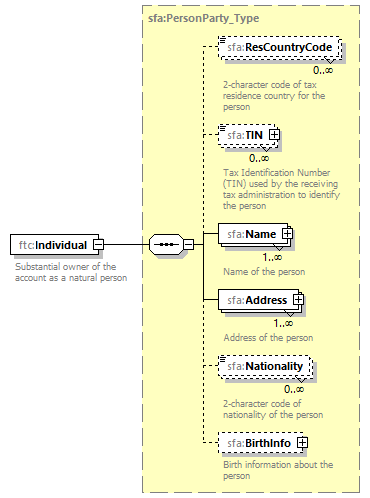 sfa:PersonParty_Type
sfa:ResCountryCode
0..∞
2-character code of tax
residence country for the
person
sfa:TIN
0..∞
Tax Identification Number
(TIN) used by the receiving
tax administration to identify
the person
sfa:Name
1..∞
Name of the person
ftc:Individual
Substantial owner of the
account as a natural person
sfa:Address
1..∞
Address of the person
sfa:Nationality
0..∞
2-character code of
nationality of the person
sfa:BirthInfo
Birth information about the
person